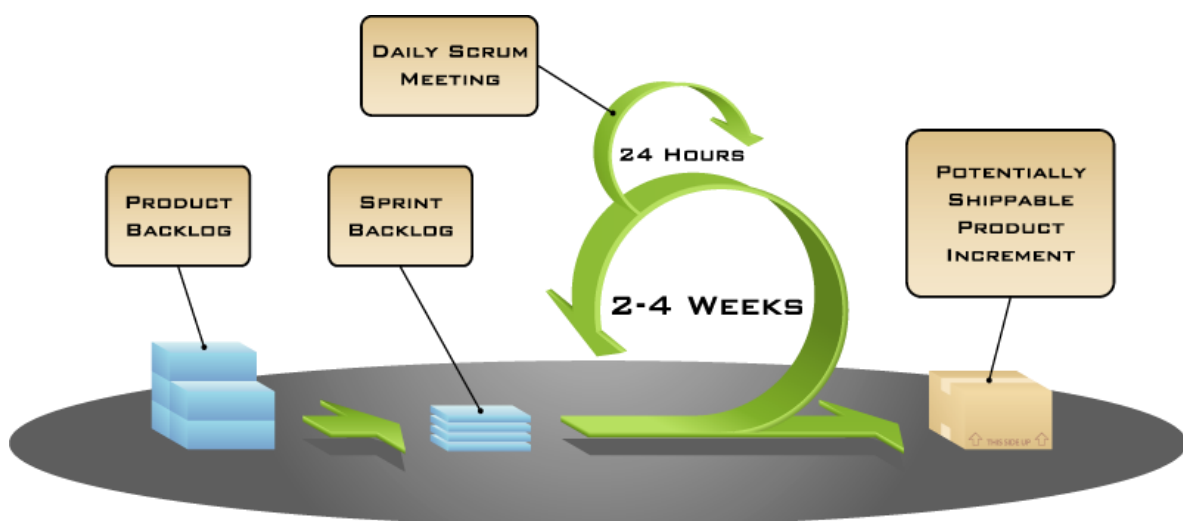 Daily Scrum
Meeting
24 Hours
Product
Backlog
Sprint
Backlog
Potentially
Shippable
Product
Increment
2-4 Weeks
THIS SIDE UP